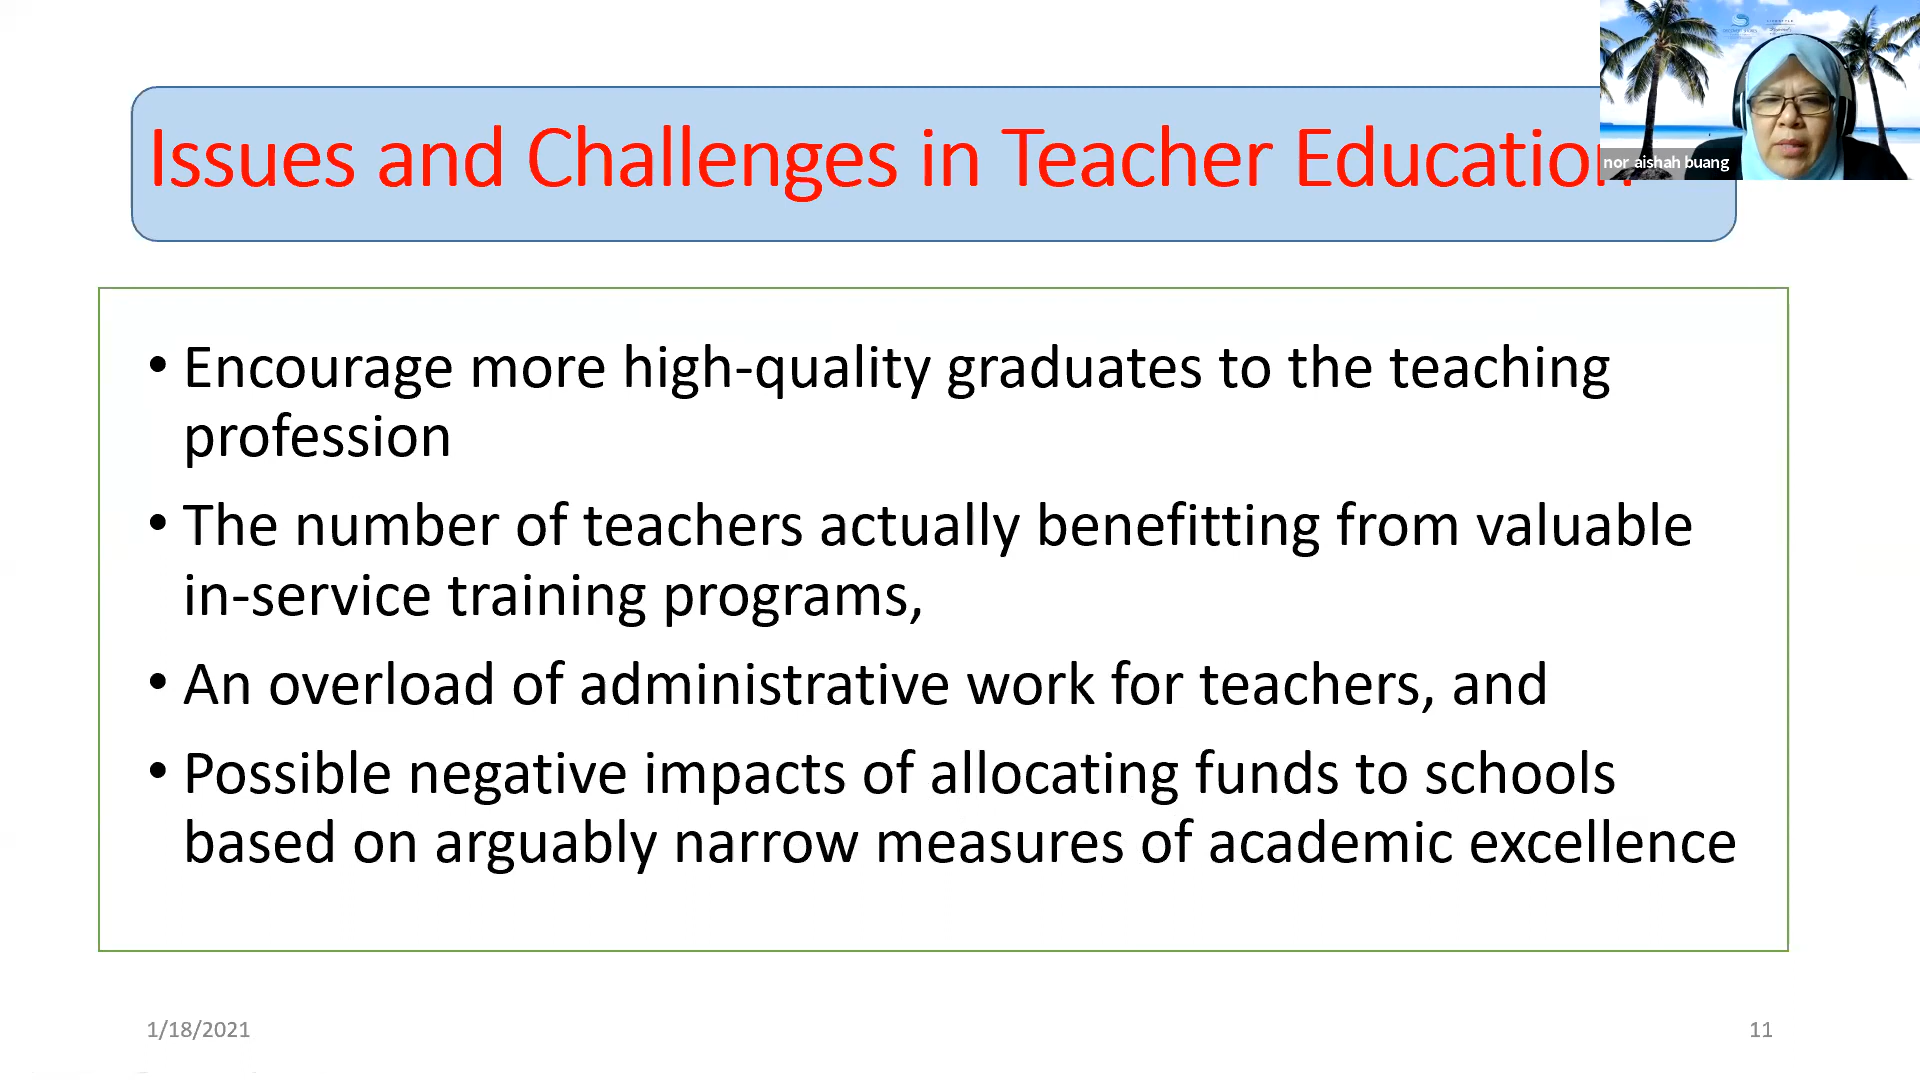 Issues and Challenges in Teacher Education
nor aishah buang
• Encourage more high-quality graduates to the teaching
profession
• The number of teachers actually benefitting from valuable
in-service training programs,
• An overload of administrative work for teachers, and
• Possible negative impacts of allocating funds to schools
based on arguably narrow measures of academic excellence
1/18/2021
11